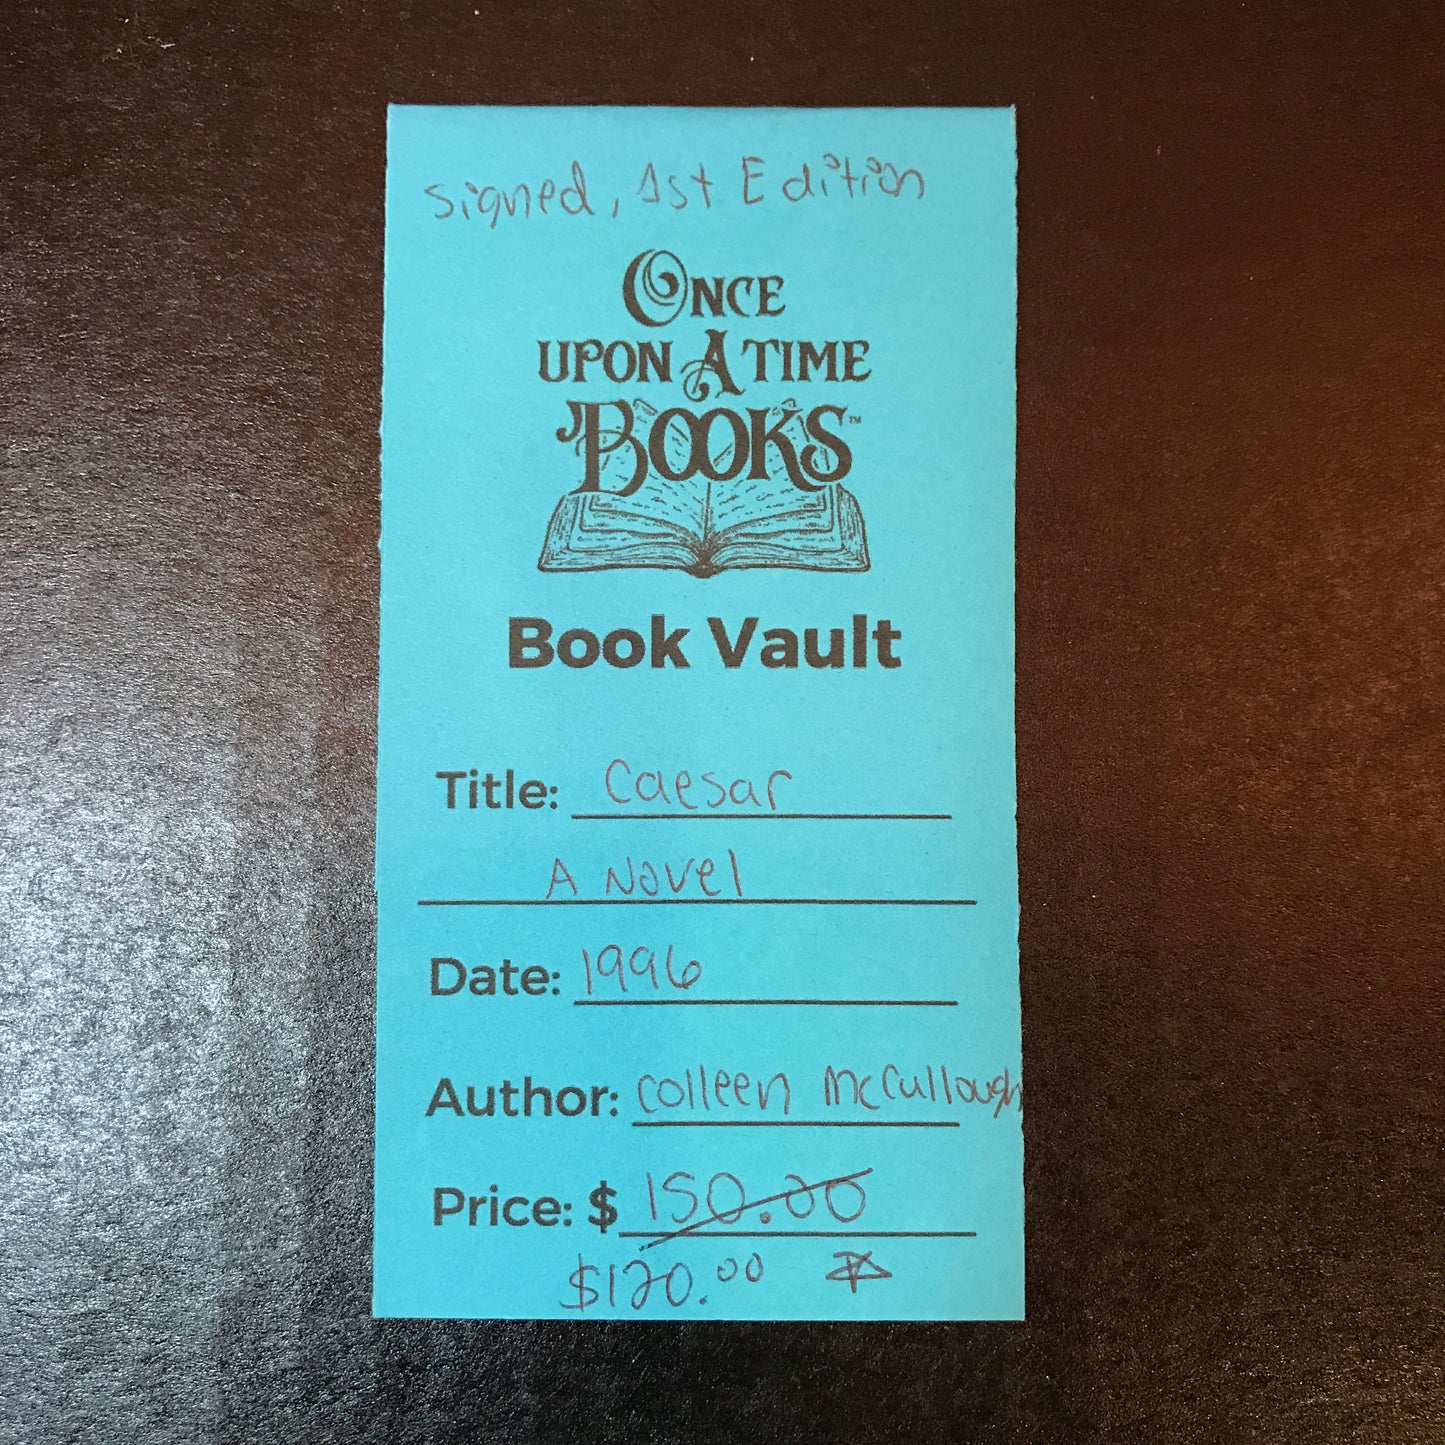 Signed, 1st Edition
ONCE
UPON A TIME
BOOKS™
Book Vault
Title: Caesar
A Novel
Date: 1996
Author: Colleen McCullough
Price: $ 150.00
$120.00